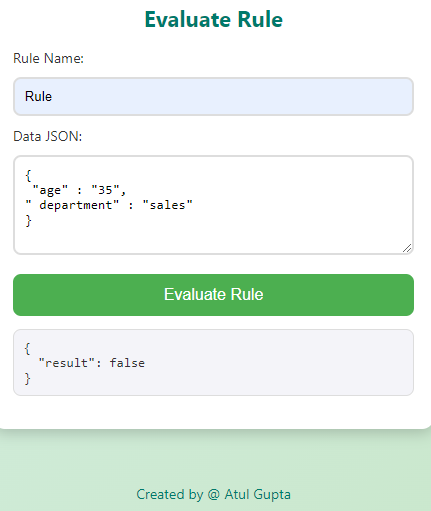 Evaluate Rule
Rule Name:
Rule
Data JSON:
{
 "age" : "35",
" department" : "sales"
}
Evaluate Rule
{
  "result": false
}
Created by @ Atul Gupta